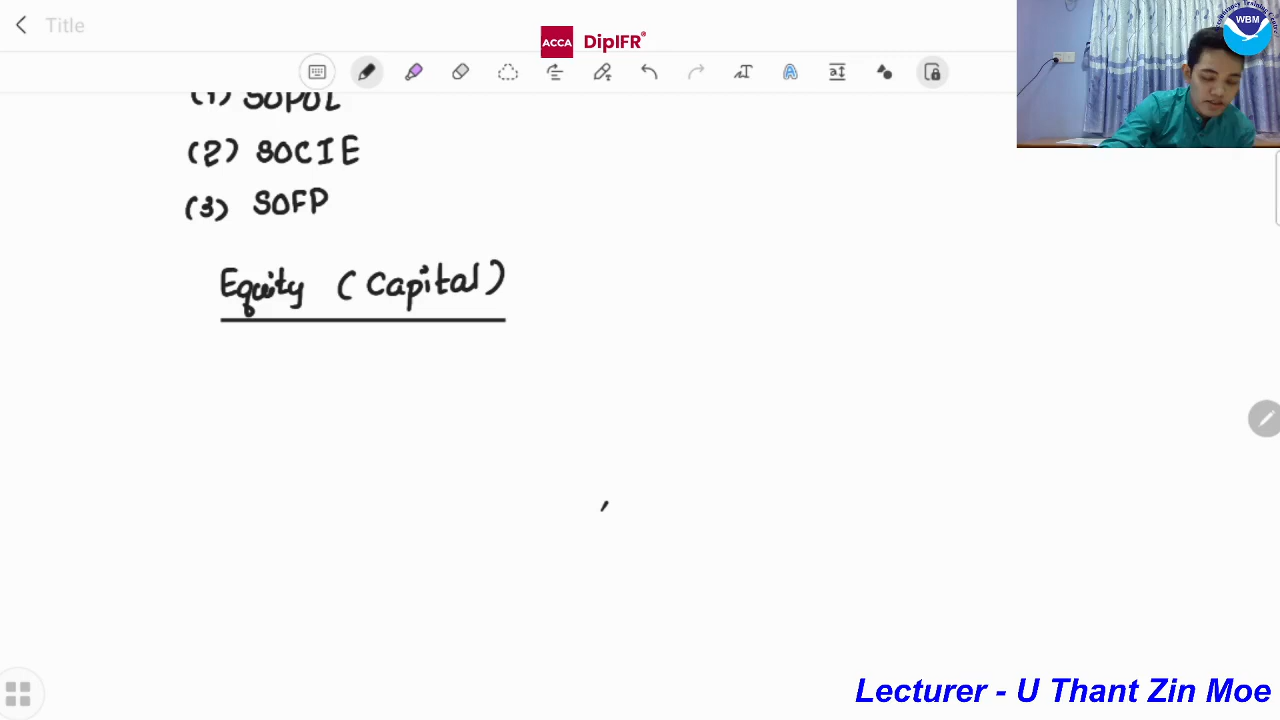 Title
ACCA DipIFR®
WBM
(1) SOPOL
(2) SOCIE
(3) SOFP
Equity (Capital)
Lecturer - U Thant Zin Moe